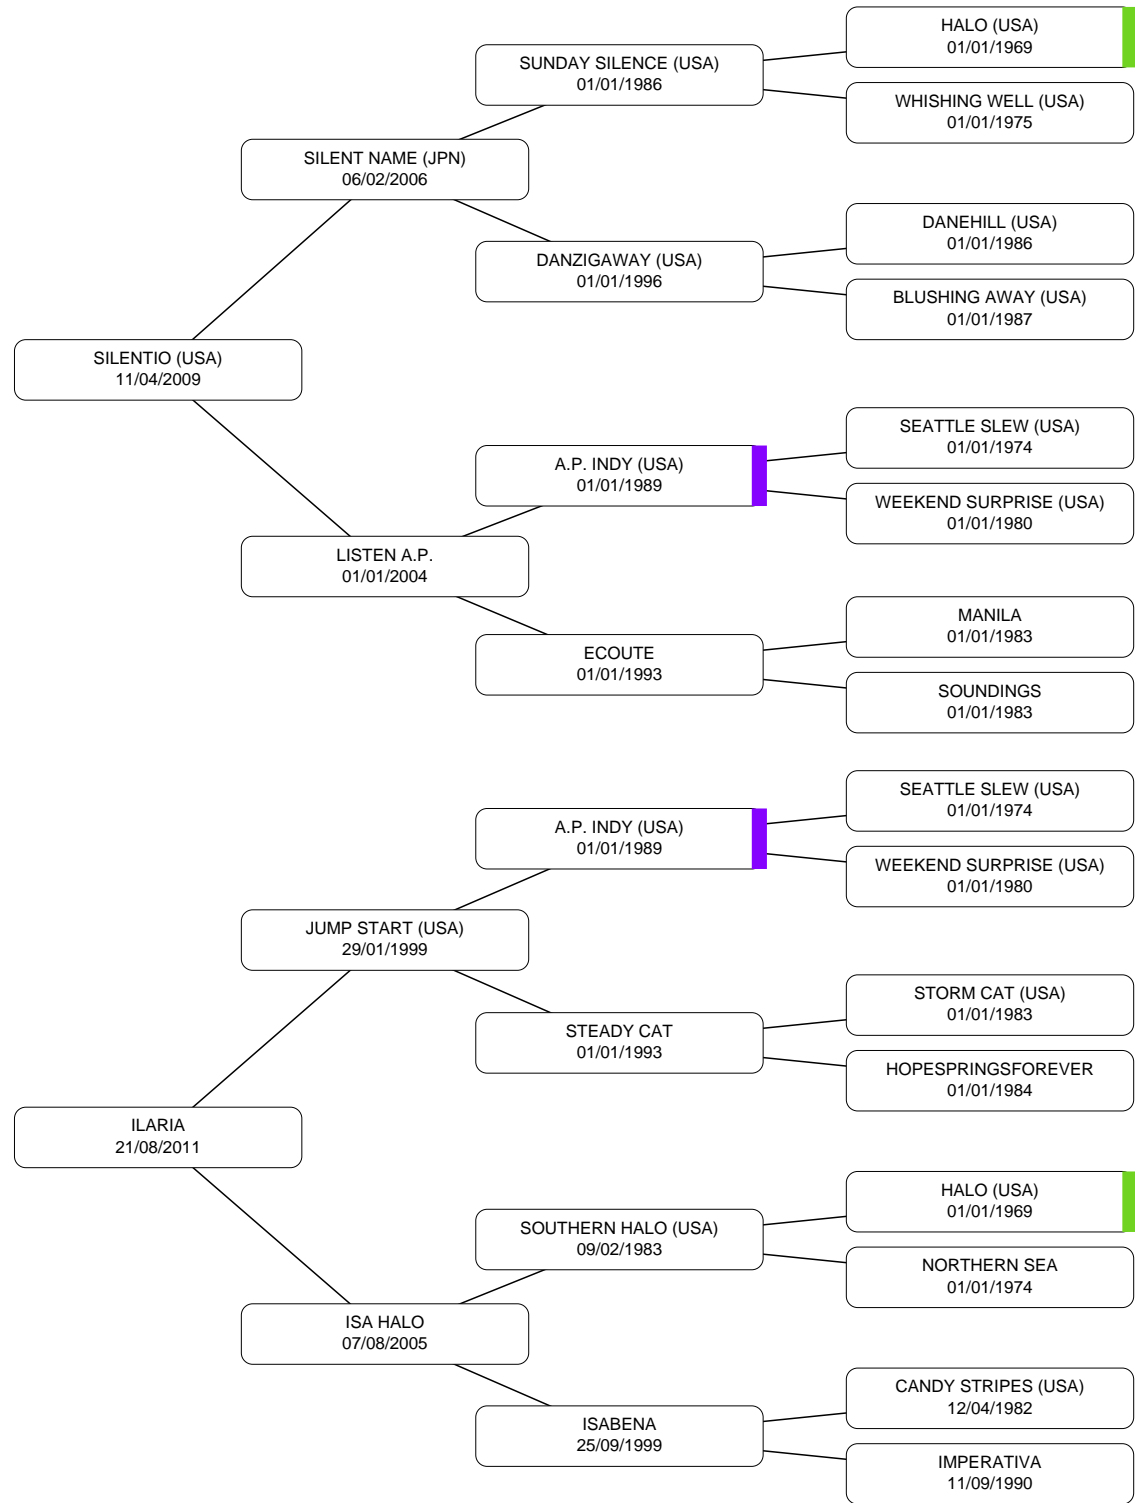 HALO (USA)
01/01/1969
SUNDAY SILENCE (USA)
01/01/1986
WHISHING WELL (USA)
01/01/1975
SILENT NAME (JPN)
06/02/2006
DANEHILL (USA)
01/01/1986
DANZIGAWAY (USA)
01/01/1996
BLUSHING AWAY (USA)
01/01/1987
SILENTIO (USA)
11/04/2009
SEATTLE SLEW (USA)
01/01/1974
A.P. INDY (USA)
01/01/1989
WEEKEND SURPRISE (USA)
01/01/1980
LISTEN A.P.
01/01/2004
MANILA
01/01/1983
ECOUTE
01/01/1993
SOUNDINGS
01/01/1983
SEATTLE SLEW (USA)
01/01/1974
A.P. INDY (USA)
01/01/1989
WEEKEND SURPRISE (USA)
01/01/1980
JUMP START (USA)
29/01/1999
STORM CAT (USA)
01/01/1983
STEADY CAT
01/01/1993
HOPESPRINGSFOREVER
01/01/1984
ILARIA
21/08/2011
HALO (USA)
01/01/1969
SOUTHERN HALO (USA)
09/02/1983
NORTHERN SEA
01/01/1974
ISA HALO
07/08/2005
CANDY STRIPES (USA)
12/04/1982
ISABENA
25/09/1999
IMPERATIVA
11/09/1990